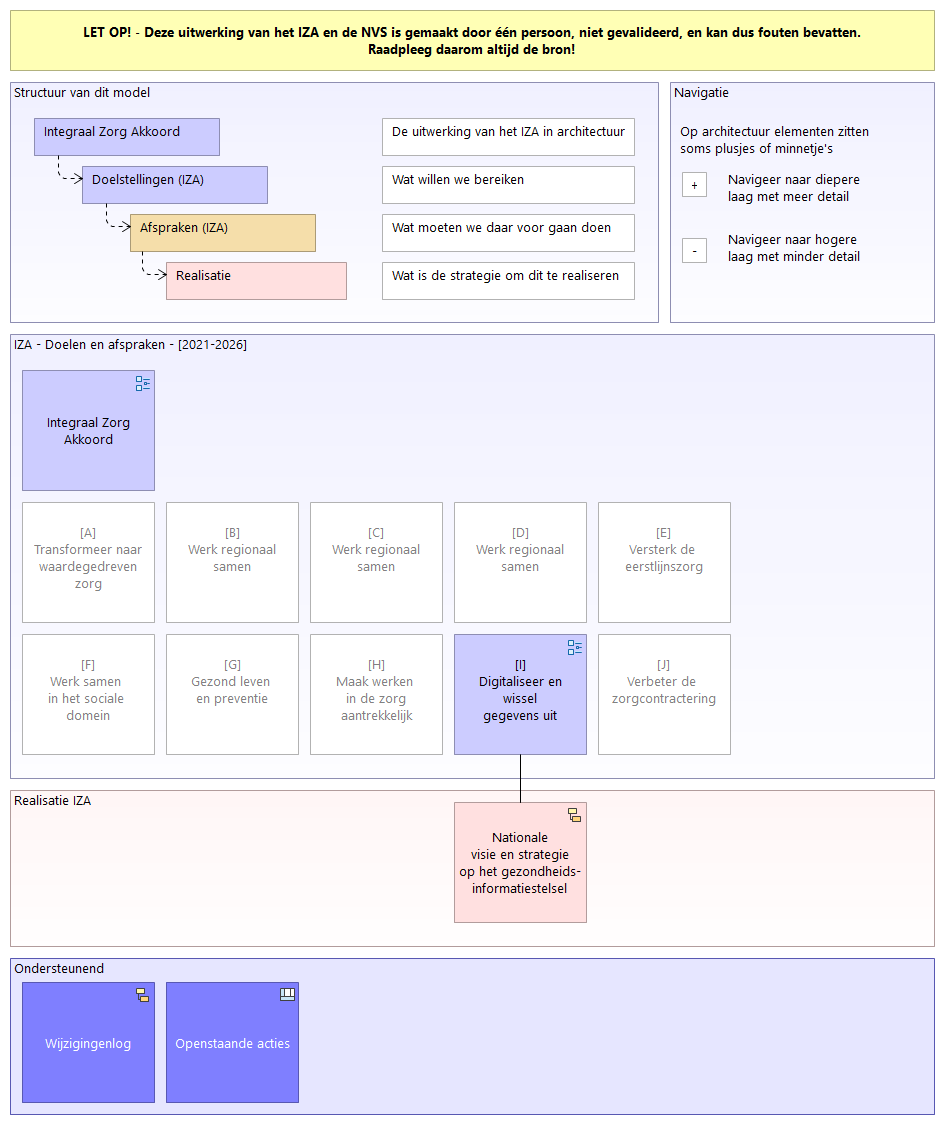 LET OP! - Deze uitwerking van het IZA en de NVS is gemaakt door één persoon, niet gevalideerd, en kan dus fouten bevatten.
Raadpleeg daarom altijd de bron!
Structuur van dit model
Integraal Zorg Akkoord
De uitwerking van het IZA in architectuur
Doelstellingen (IZA)
Wat willen we bereiken
Afspraken (IZA)
Wat moeten we daar voor gaan doen
Realisatie
Wat is de strategie om dit te realiseren
Navigatie
Op architectuur elementen zitten
soms plusjes of minnetje's
+
Navigeer naar diepere
laag met meer detail
-
Navigeer naar hogere
laag met minder detail
IZA - Doelen en afspraken - [2021-2026]
Integraal Zorg
Akkoord
[A]
Transformeer naar
waardegedreven
zorg
[B]
Werk regionaal
samen
[C]
Werk regionaal
samen
[D]
Werk regionaal
samen
[E]
Versterk de
eerstlijnszorg
[F]
Werk samen
in het sociale
domein
[G]
Gezond leven
en preventie
[H]
Maak werken
in de zorg
aantrekkelijk
[I]
Digitaliseer en
wissel
gegevens uit
[J]
Verbeter de
zorgcontractering
Realisatie IZA
Nationale
visie en strategie
op het gezondheids-
informatiestelsel
Ondersteunend
Wijzigingenlog
Openstaande acties